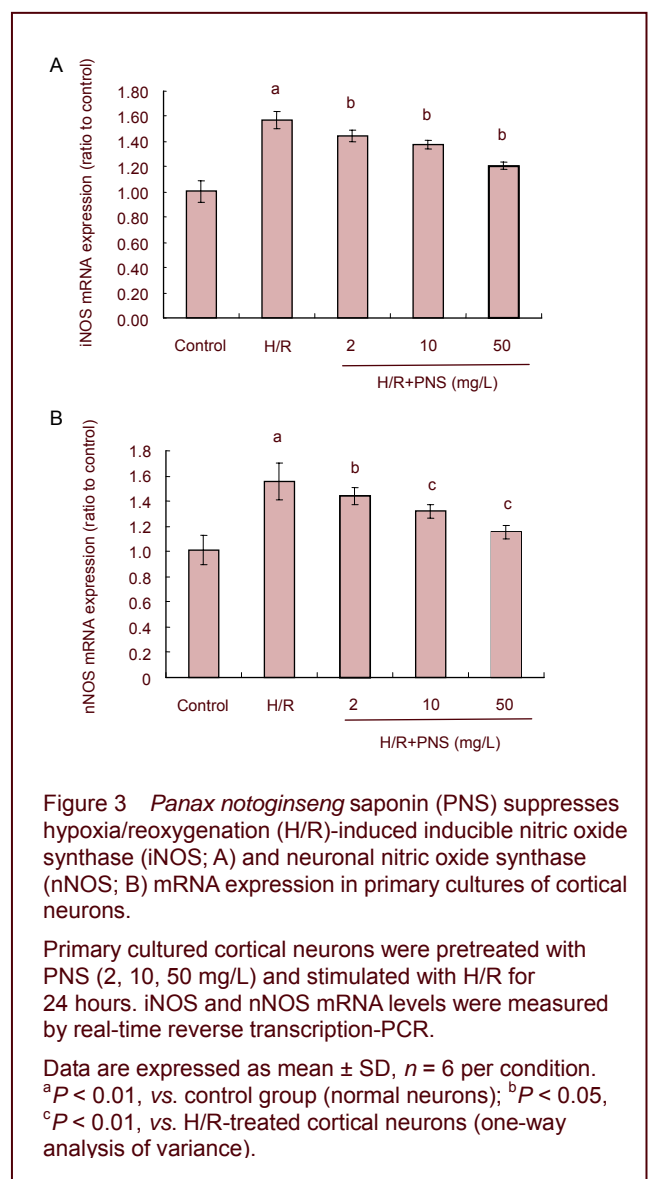 A
iNOS mRNA expression (ratio to control)
1.80
1.60
1.40
1.20
1.00
0.80
0.60
0.40
0.20
0.00
a
b
b
b
Control H/R 2 10 50
H/R+PNS (mg/L)
B
nNOS mRNA expression (ratio to control)
1.8
1.6
1.4
1.2
1.0
0.8
0.6
0.4
0.2
0
a
b
c
c
Control H/R 2 10 50
H/R+PNS (mg/L)
Figure 3 Panax notoginseng saponin (PNS) suppresses
hypoxia/reoxygenation (H/R)-induced inducible nitric oxide
synthase (iNOS; A) and neuronal nitric oxide synthase
(nNOS; B) mRNA expression in primary cultures of cortical
neurons.
Primary cultured cortical neurons were pretreated with
PNS (2, 10, 50 mg/L) and stimulated with H/R for
24 hours. iNOS and nNOS mRNA levels were measured
by real-time reverse transcription-PCR.
Data are expressed as mean ± SD, n = 6 per condition.
ᵃP < 0.01, vs. control group (normal neurons); ᵇP < 0.05,
ᶜP < 0.01, vs. H/R-treated cortical neurons (one-way
analysis of variance).